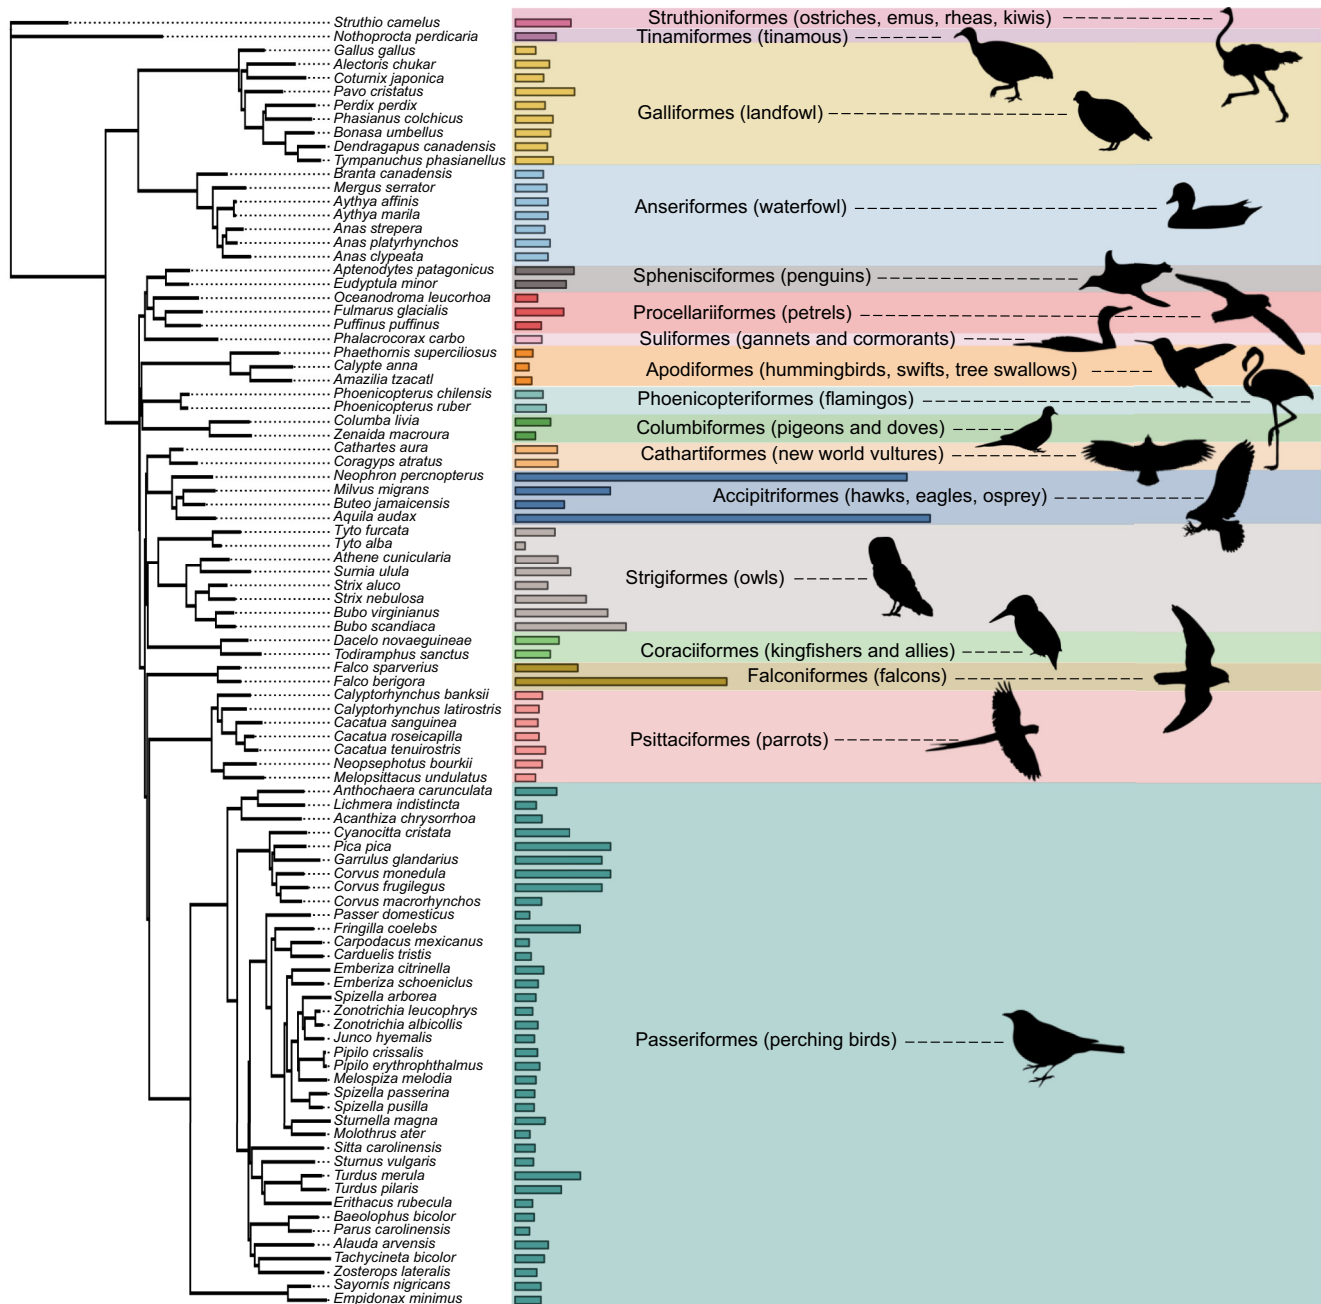 Struthio camelus
Nothoprocta perdicaria
Gallus gallus
Alectoris chukar
Coturnix japonica
Pavo cristatus
Perdix perdix
Phasianus colchicus
Bonasa umbellus
Dendragapus canadensis
Tympanuchus phasianellus
Branta canadensis
Mergus serrator
Aythya affinis
Aythya marila
Anas strepera
Anas platyrhynchos
Anas clypeata
Aptenodytes patagonicus
Eudyptula minor
Oceanodroma leucorhoa
Fulmarus glacialis
Puffinus puffinus
Phalacrocorax carbo
Phaethornis superciliosus
Calypte anna
Amazilia tzacatl
Phoenicopterus chilensis
Phoenicopterus ruber
Columba livia
Zenaida macroura
Cathartes aura
Coragyps atratus
Neophron percnopterus
Milvus migrans
Buteo jamaicensis
Aquila audax
Tyto furcata
Tyto alba
Athene cunicularia
Surnia ulula
Strix aluco
Strix nebulosa
Bubo virginianus
Bubo scandiaca
Dacelo novaeguineae
Todiramphus sanctus
Falco sparverius
Falco berigora
Calyptorhynchus banksii
Calyptorhynchus latirostris
Cacatua sanguinea
Cacatua roseicapilla
Cacatua tenuirostris
Neopsephotus bourkii
Melopsittacus undulatus
Anthochaera carunculata
Lichmera indistincta
Acanthiza chrysorrhoa
Cyanocitta cristata
Pica pica
Garrulus glandarius
Corvus monedula
Corvus frugilegus
Corvus macrorhynchos
Passer domesticus
Fringilla coelebs
Carpodacus mexicanus
Carduelis tristis
Emberiza citrinella
Emberiza schoeniclus
Spizella arborea
Zonotrichia leucophrys
Zonotrichia albicollis
Junco hyemalis
Pipilo crissalis
Pipilo erythrophthalmus
Melospiza melodia
Spizella passerina
Spizella pusilla
Sturnella magna
Molothrus ater
Sitta carolinensis
Sturnus vulgaris
Turdus merula
Turdus pilaris
Erithacus rubecula
Baeolophus bicolor
Parus carolinensis
Alauda arvensis
Tachycineta bicolor
Zosterops lateralis
Sayornis nigricans
Empidonax minimus
Struthioniformes (ostriches, emus, rheas, kiwis)
Tinamiformes (tinamous)
Galliformes (landfowl)
Anseriformes (waterfowl)
Sphenisciformes (penguins)
Procellariiformes (petrels)
Suliformes (gannets and cormorants)
Apodiformes (hummingbirds, swifts, tree swallows)
Phoenicopteriformes (flamingos)
Columbiformes (pigeons and doves)
Cathartiformes (new world vultures)
Accipitriformes (hawks, eagles, osprey)
Strigiformes (owls)
Coraciiformes (kingfishers and allies)
Falconiformes (falcons)
Psittaciformes (parrots)
Passeriformes (perching birds)